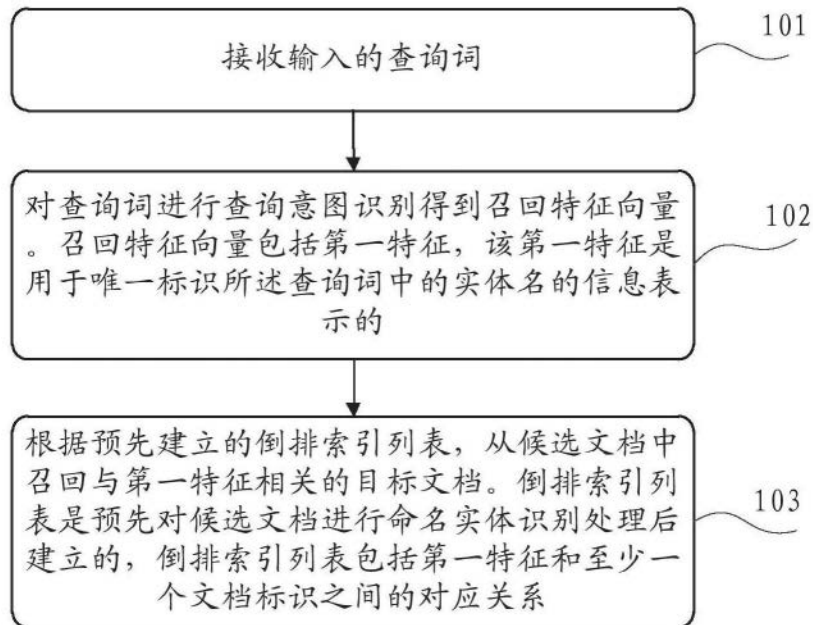 接收输入的查询词
101
对查询词进行查询意图识别得到召回特征向量
。召回特征向量包括第一特征，该第一特征是
用于唯一标识所述查询词中的实体名的信息表
示的
102
根据预先建立的倒排索引列表，从候选文档中
召回与第一特征相关的目标文档。倒排索引列
表是预先对候选文档进行命名实体识别处理后
建立的，倒排索引列表包括第一特征和至少一
个文档标识之间的对应关系
103